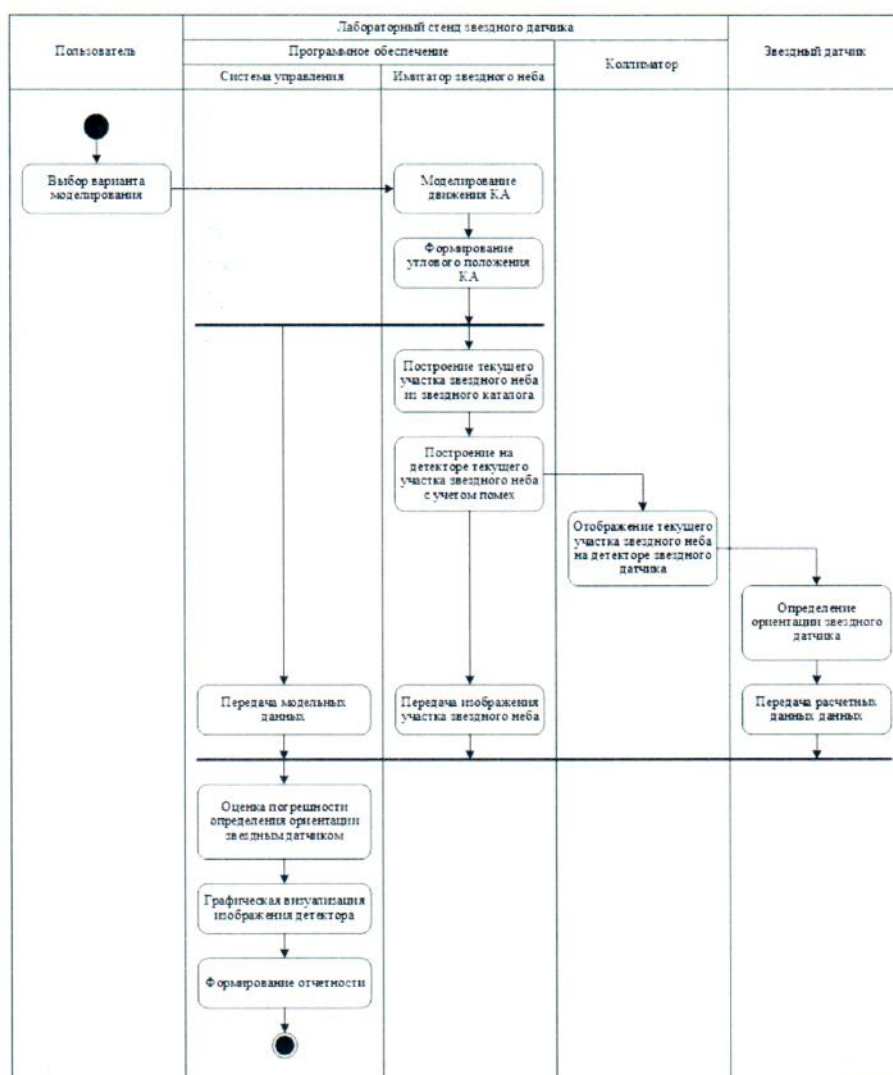 Лабораторный стенд звездного датчика
Пользователь
Программное обеспечение
Коллиматор
Звездный датчик
Система управления
Имитатор звездного неба
Выбор варианта
моделирования
Моделирование
движения КА
Формирование
углового положения
КА
Построение текущего
участка звездного неба
из звездного каталога
Построение на
детекторе текущего
участка звездного неба
с учетом помех
Отображение текущего
участка звездного неба
на детекторе звездного
датчика
Определение
ориентации звездного
датчика
Передача модельных
данных
Передача изображения
участка звездного неба
Передача расчетных
данных данных
Оценка погрешности
определения ориентации
звездным датчиком
Графическая визуализация
изображения детектора
Формирование отчетности